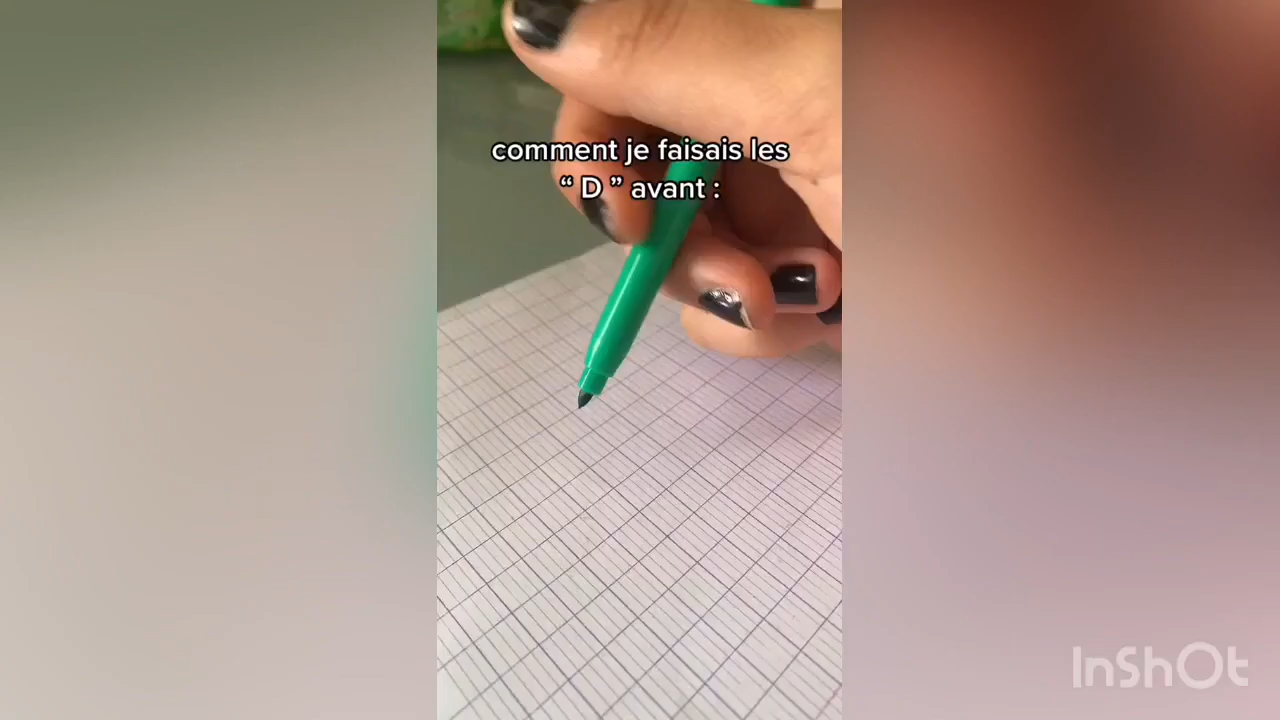 comment je faisais les
“ D ” avant :
InShOt